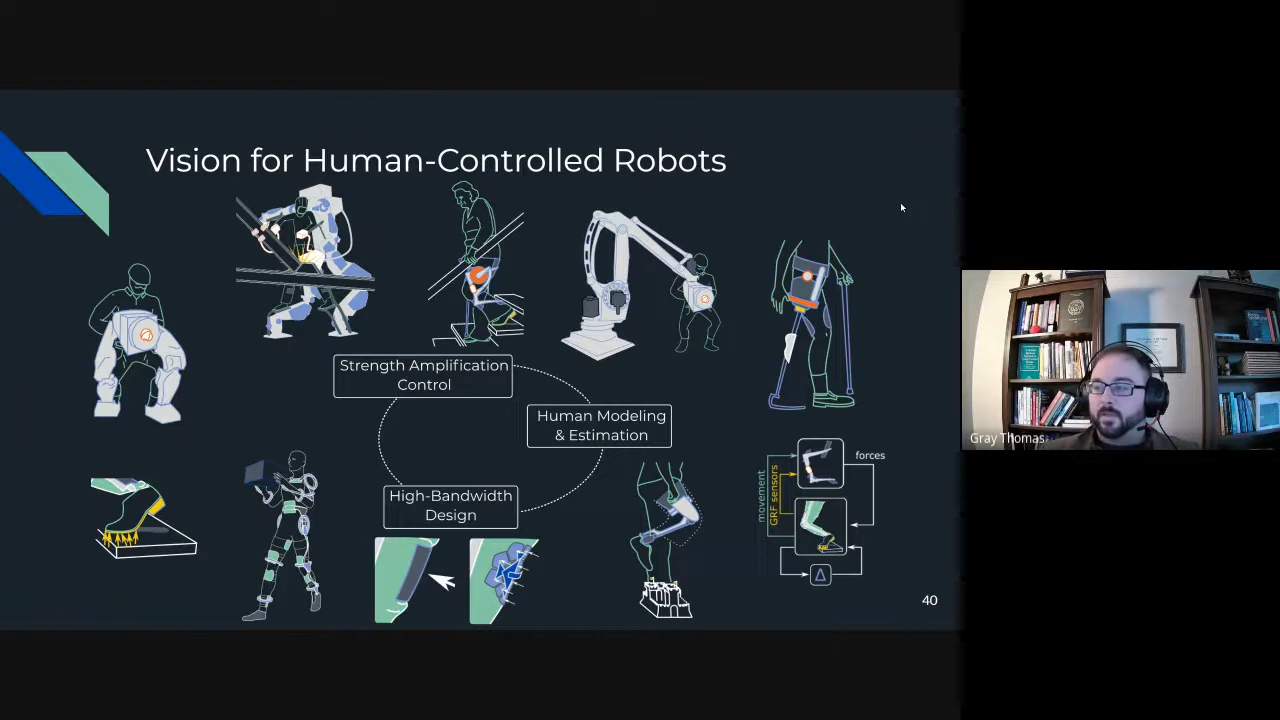 Vision for Human-Controlled Robots
Strength Amplification
Control
Human Modeling
& Estimation
High-Bandwidth
Design
movement
GRF sensors
forces
Δ
40
Gray Thomas